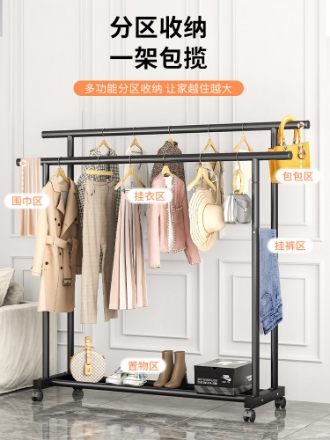 分区收纳
一架包揽
多功能分区收纳 让家越住越大
包包区
围巾区
挂衣区
挂裤区
置物区